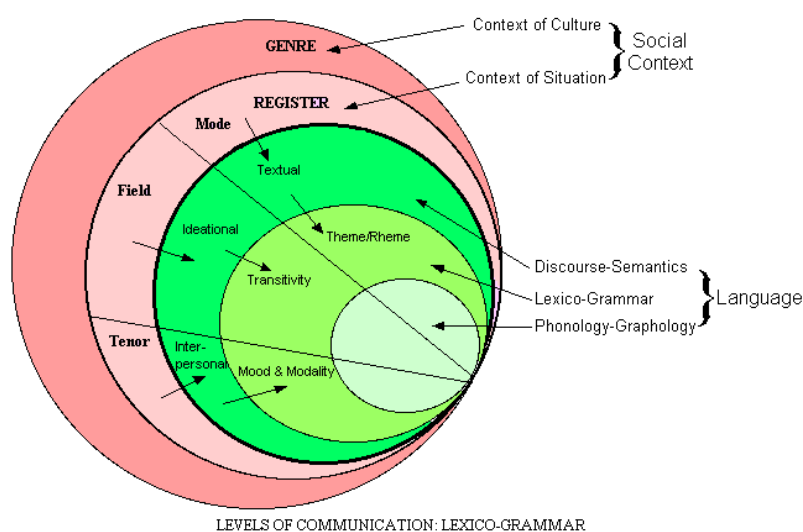 Context of Culture
Social
Context
GENRE
Context of Situation
REGISTER
Mode
Textual
Field
Ideational
Theme/Rheme
Discourse-Semantics
Transitivity
Lexico-Grammar
Language
Phonology-Graphology
Tenor
Inter-
personal
Mood & Modality
LEVELS OF COMMUNICATION: LEXICO-GRAMMAR